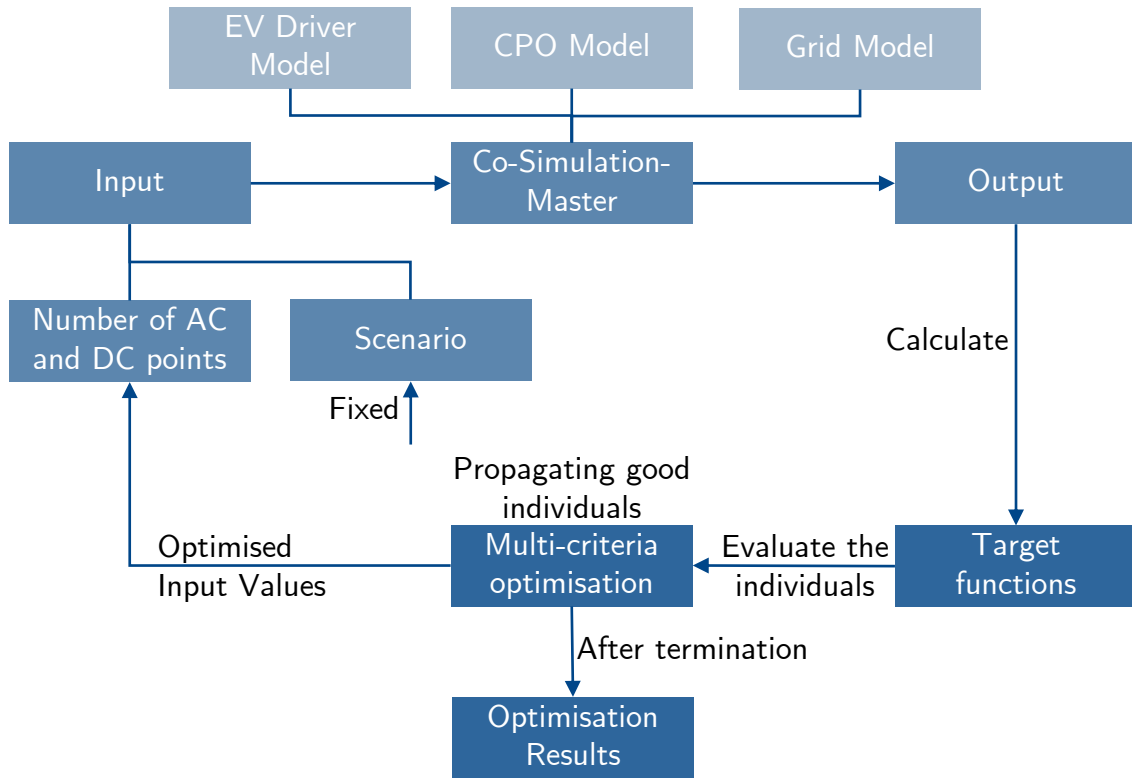 EV Driver
Model
CPO Model
Grid Model
Input
Co-Simulation-
Master
Output
Number of AC
and DC points
Scenario
Calculate
Fixed
Propagating good
individuals
Optimised
Input Values
Multi-criteria
optimisation
Evaluate the
individuals
Target
functions
After termination
Optimisation
Results